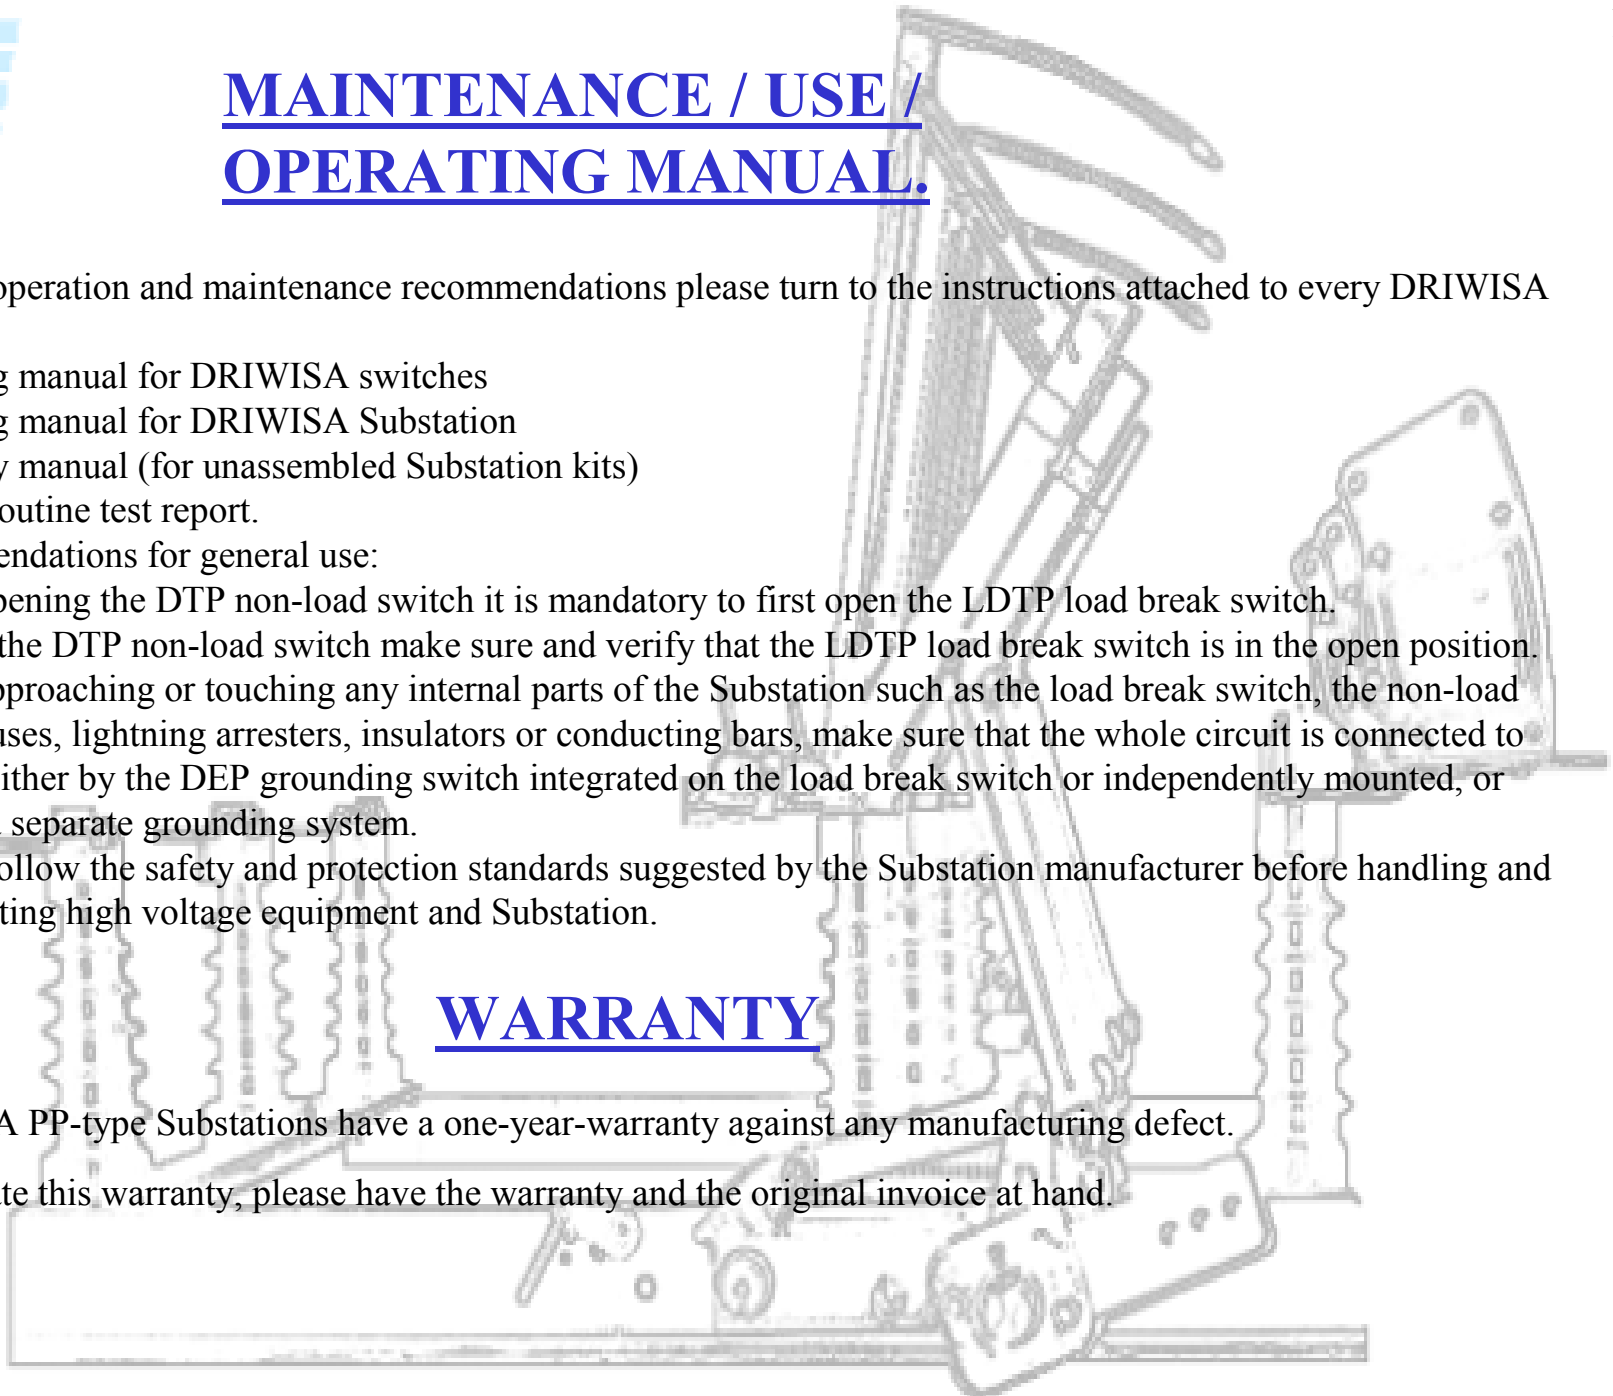 MAINTENANCE / USE /
OPERATING MANUAL.
operation and maintenance recommendations please turn to the instructions attached to every DRIWISA
g manual for DRIWISA switches
g manual for DRIWISA Substation
y manual (for unassembled Substation kits)
outine test report.
endations for general use:
pening the DTP non-load switch it is mandatory to first open the LDTP load break switch.
the DTP non-load switch make sure and verify that the LDTP load break switch is in the open position.
pproaching or touching any internal parts of the Substation such as the load break switch, the non-load
uses, lightning arresters, insulators or conducting bars, make sure that the whole circuit is connected to
ither by the DEP grounding switch integrated on the load break switch or independently mounted, or
separate grounding system.
ollow the safety and protection standards suggested by the Substation manufacturer before handling and
ting high voltage equipment and Substation.
WARRANTY
A PP-type Substations have a one-year-warranty against any manufacturing defect.
te this warranty, please have the warranty and the original invoice at hand.